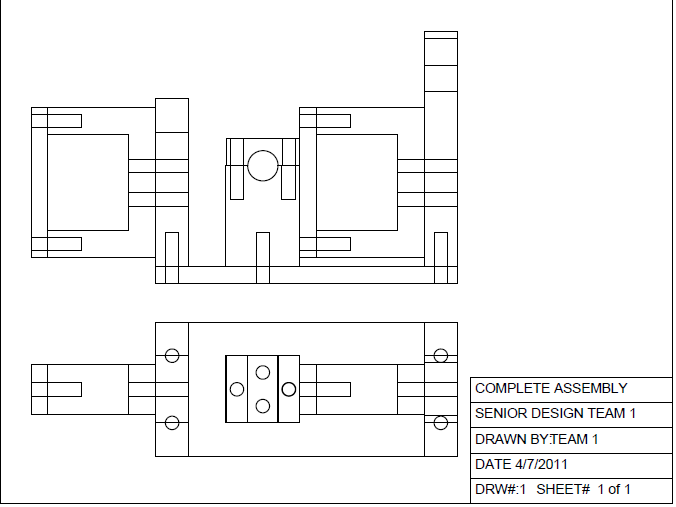 COMPLETE ASSEMBLY
SENIOR DESIGN TEAM 1
DRAWN BY:TEAM 1
DATE 4/7/2011
DRW#:1 SHEET# 1 of 1